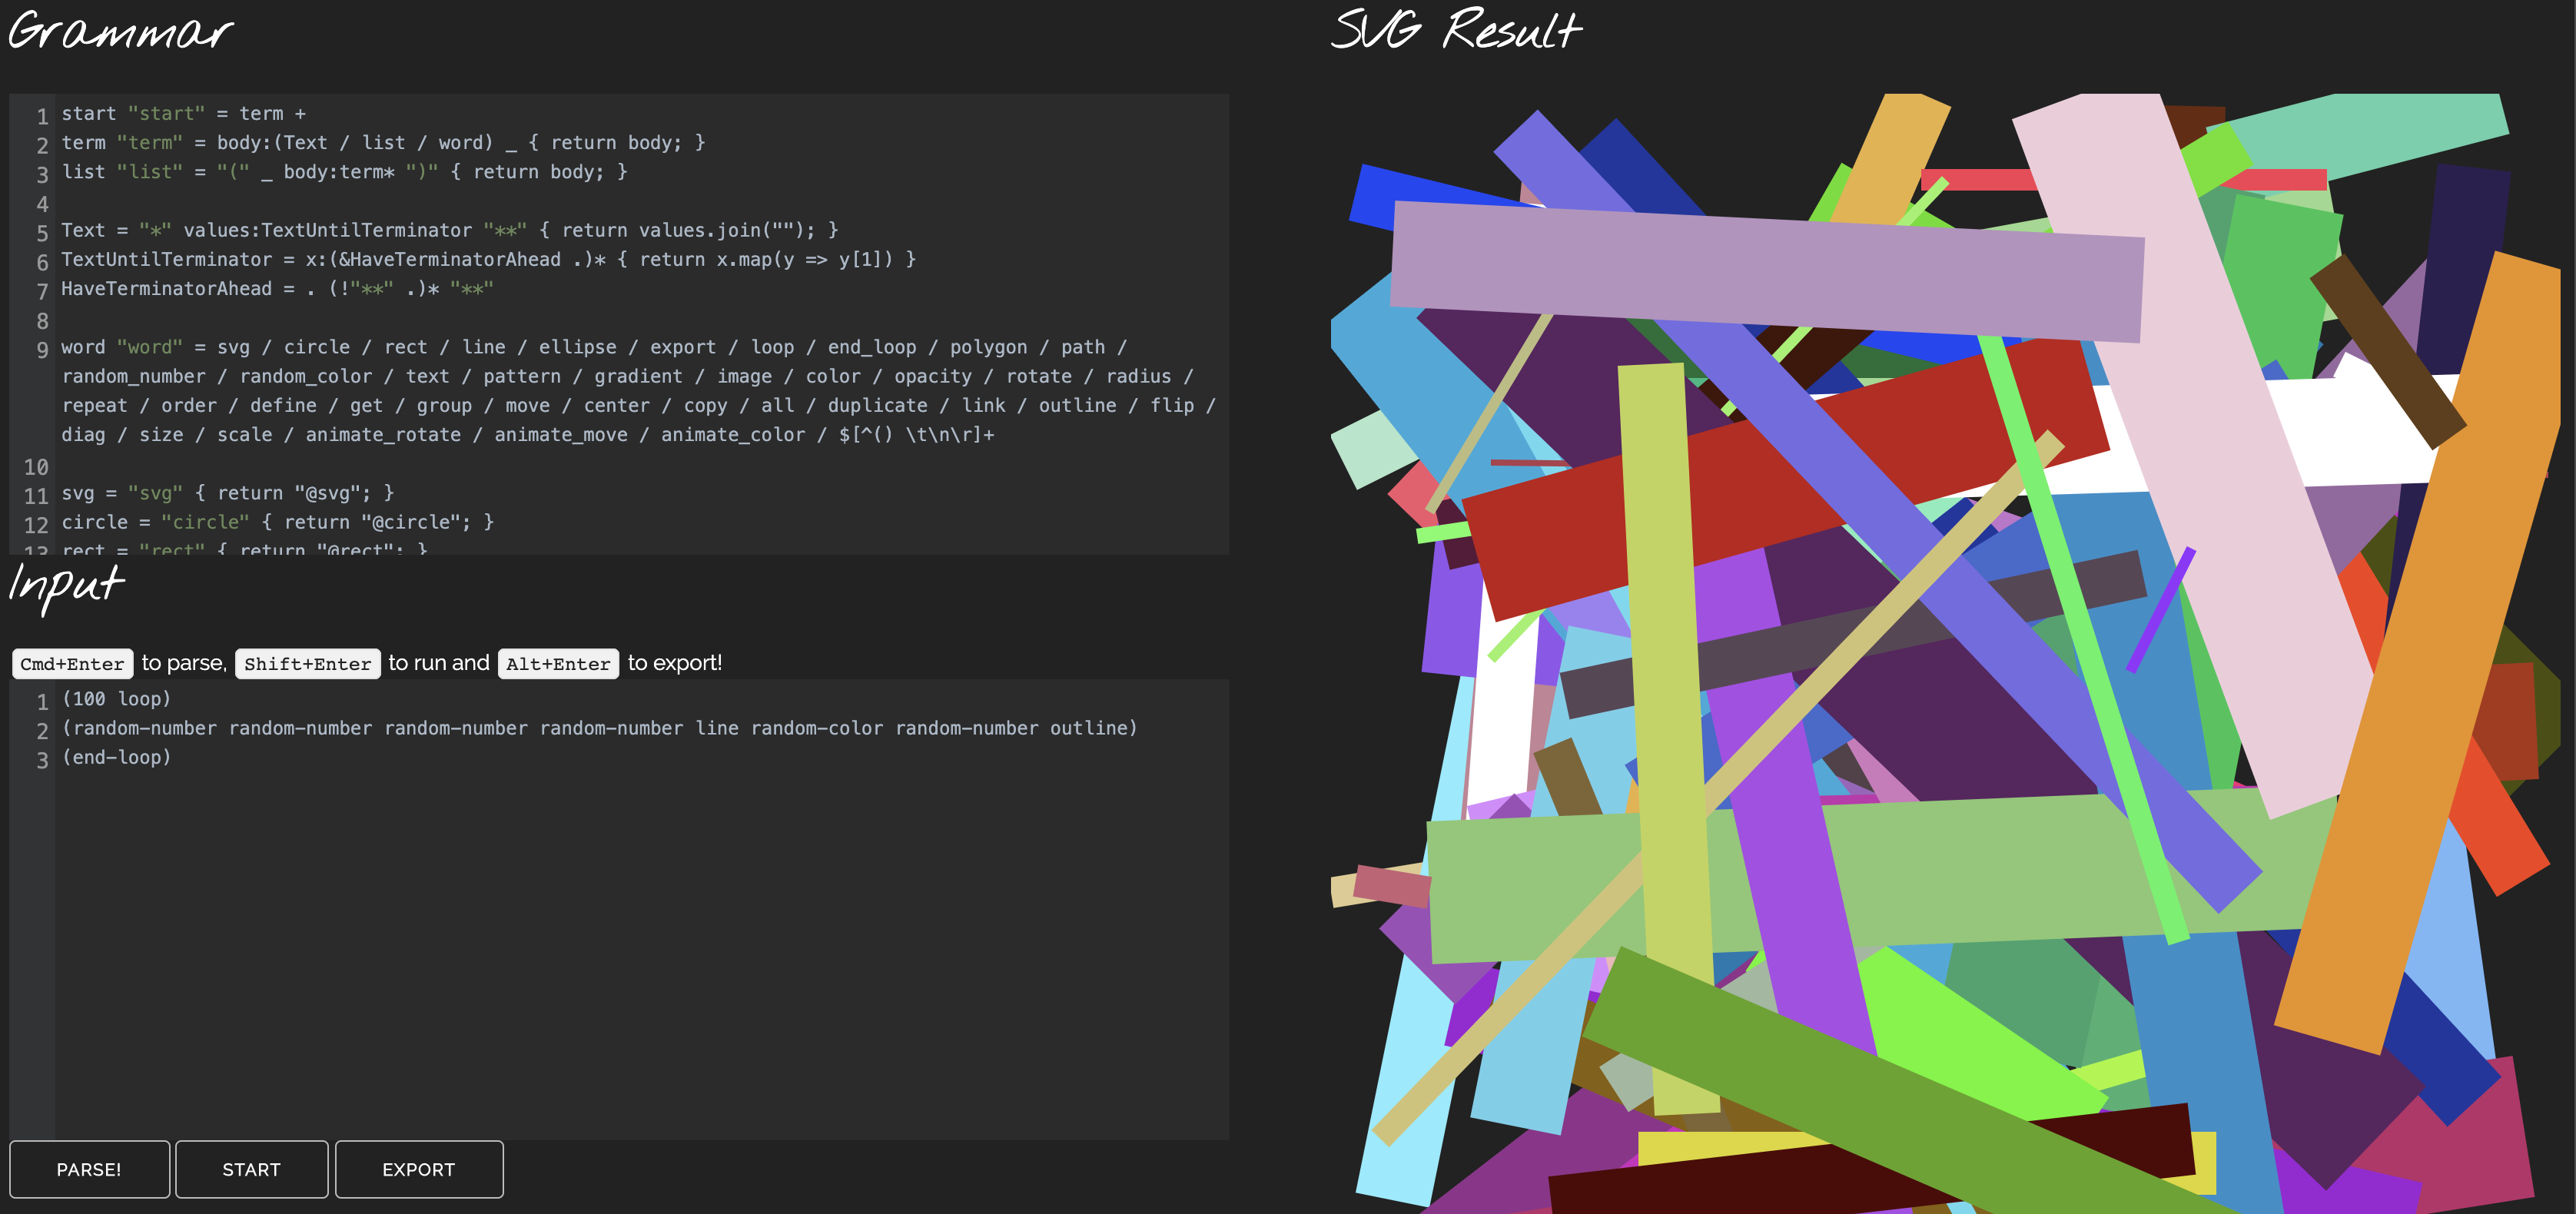 Grammar
SVG Result
1 start "start" = term +
2 term "term" = body:(Text / list / word) _ { return body; }
3 list "list" = "(" _ body:term* ")" { return body; }
4
5 Text = "*" values:TextUntilTerminator "**" { return values.join(""); }
6 TextUntilTerminator = x:(&HaveTerminatorAhead .)* { return x.map(y => y[1]) }
7 HaveTerminatorAhead = . (!"**" .)* "**"
8
9 word "word" = svg / circle / rect / line / ellipse / export / loop / end_loop / polygon / path /
random_number / random_color / text / pattern / gradient / image / color / opacity / rotate / radius /
repeat / order / define / get / group / move / center / copy / all / duplicate / link / outline / flip /
diag / size / scale / animate_rotate / animate_move / animate_color / $[^() \t\n\r]+
10
11 svg = "svg" { return "@svg"; }
12 circle = "circle" { return "@circle"; }
13 rect = "rect" { return "@rect"; }
Input
Cmd+Enter to parse, Shift+Enter to run and Alt+Enter to export!
1 (100 loop)
2 (random-number random-number random-number random-number line random-color random-number outline)
3 (end-loop)
PARSE!
START
EXPORT